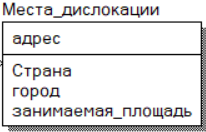 Места_дислокации
адрес
Страна
город
занимаемая_площадь